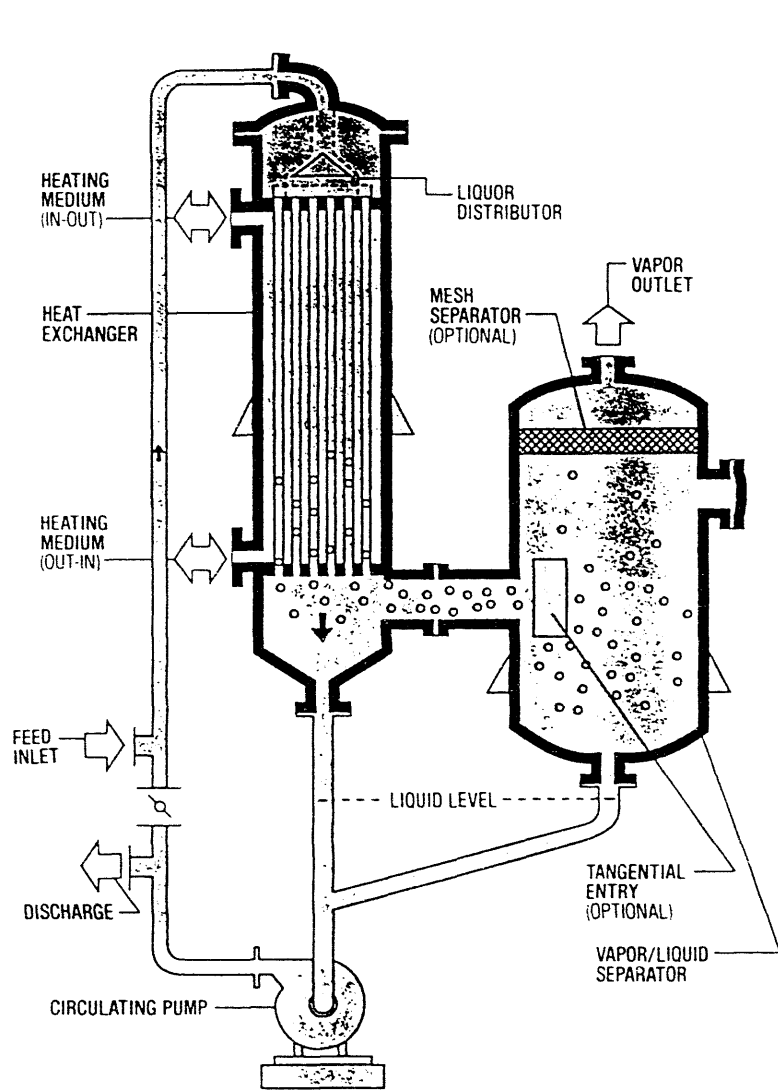 HEATING
MEDIUM
(IN-OUT)
LIQUOR
DISTRIBUTOR
VAPOR
OUTLET
MESH
SEPARATOR
(OPTIONAL)
HEAT
EXCHANGER
HEATING
MEDIUM
(OUT-IN)
FEED
INLET
LIQUID LEVEL
DISCHARGE
TANGENTIAL
ENTRY
(OPTIONAL)
VAPOR/LIQUID
SEPARATOR
CIRCULATING PUMP